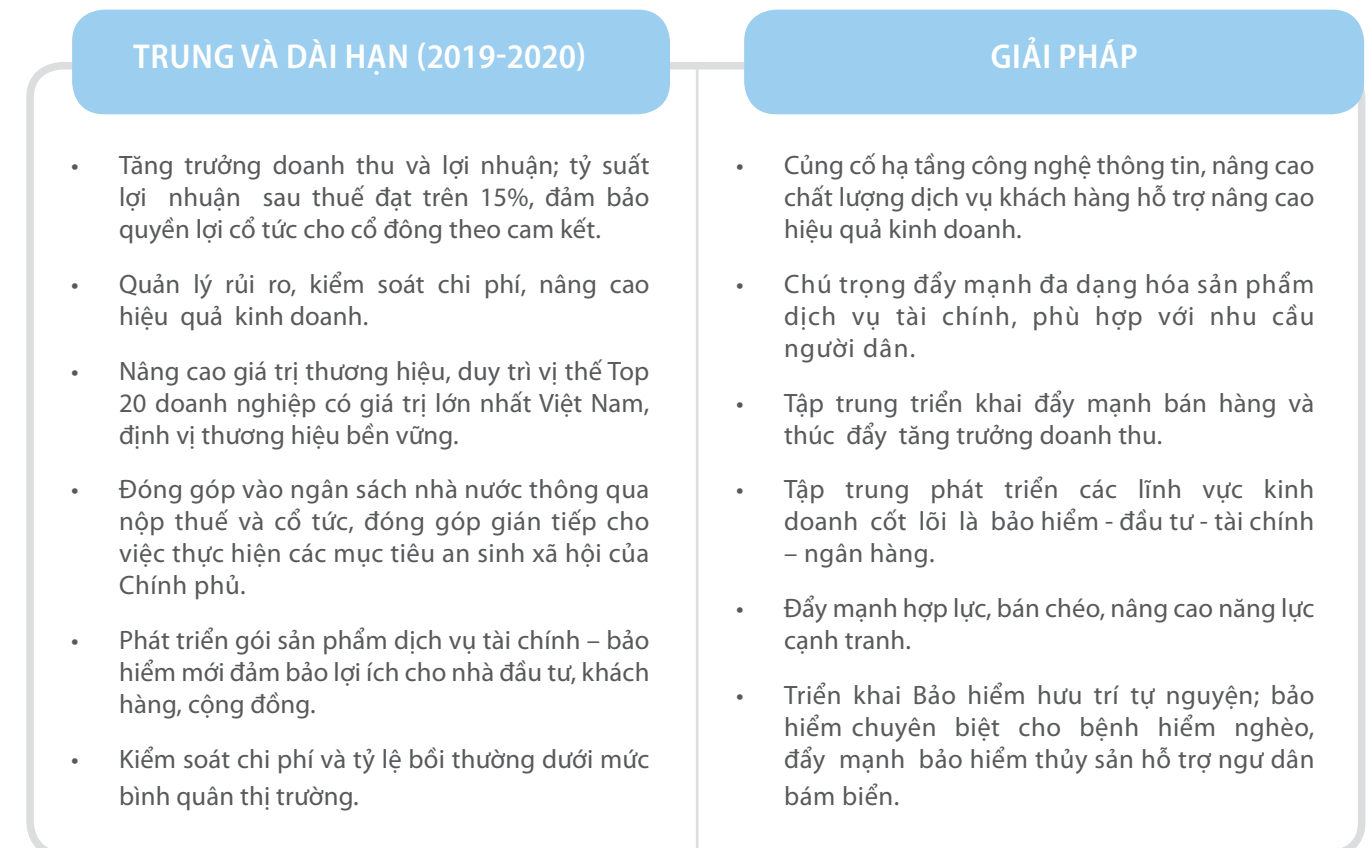 TRUNG VÀ DÀI HẠN (2019-2020)
• Tăng trưởng doanh thu và lợi nhuận; tỷ suất
lợi nhuận sau thuế đạt trên 15%, đảm bảo
quyền lợi cổ tức cho cổ đông theo cam kết.
• Quản lý rủi ro, kiểm soát chi phí, nâng cao
hiệu quả kinh doanh.
• Nâng cao giá trị thương hiệu, duy trì vị thế Top
20 doanh nghiệp có giá trị lớn nhất Việt Nam,
định vị thương hiệu bền vững.
• Đóng góp vào ngân sách nhà nước thông qua
nộp thuế và cổ tức, đóng góp gián tiếp cho
việc thực hiện các mục tiêu an sinh xã hội của
Chính phủ.
• Phát triển gói sản phẩm dịch vụ tài chính – bảo
hiểm mới đảm bảo lợi ích cho nhà đầu tư, khách
hàng, cộng đồng.
• Kiểm soát chi phí và tỷ lệ bồi thường dưới mức
bình quân thị trường.
GIẢI PHÁP
• Củng cố hạ tầng công nghệ thông tin, nâng cao
chất lượng dịch vụ khách hàng hỗ trợ nâng cao
hiệu quả kinh doanh.
• Chú trọng đẩy mạnh đa dạng hóa sản phẩm
dịch vụ tài chính, phù hợp với nhu cầu
người dân.
• Tập trung triển khai đẩy mạnh bán hàng và
thúc đẩy tăng trưởng doanh thu.
• Tập trung phát triển các lĩnh vực kinh
doanh cốt lõi là bảo hiểm - đầu tư - tài chính
– ngân hàng.
• Đẩy mạnh hợp lực, bán chéo, nâng cao năng lực
cạnh tranh.
• Triển khai Bảo hiểm hưu trí tự nguyện; bảo
hiểm chuyên biệt cho bệnh hiểm nghèo,
đẩy mạnh bảo hiểm thủy sản hỗ trợ ngư dân
bám biển.